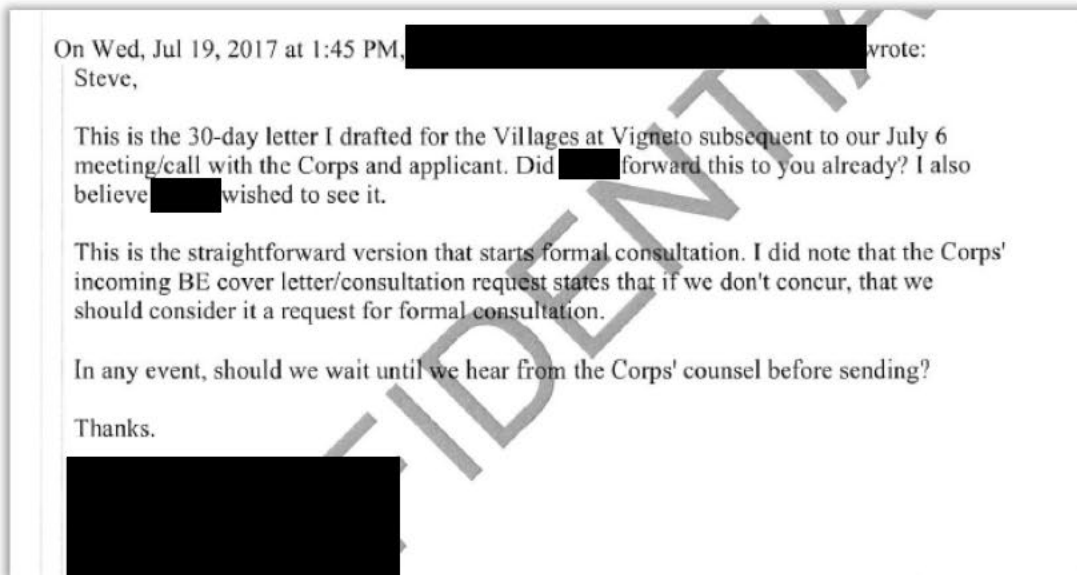 On Wed, Jul 19, 2017 at 1:45 PM, wrote:
Steve,
This is the 30-day letter I drafted for the Villages at Vigneto subsequent to our July 6
meeting/call with the Corps and applicant. Did forward this to you already? I also
believe wished to see it.
This is the straightforward version that starts formal consultation. I did note that the Corps'
incoming BE cover letter/consultation request states that if we don't concur, that we
should consider it a request for formal consultation.
In any event, should we wait until we hear from the Corps' counsel before sending?
Thanks.
FIDENTIA